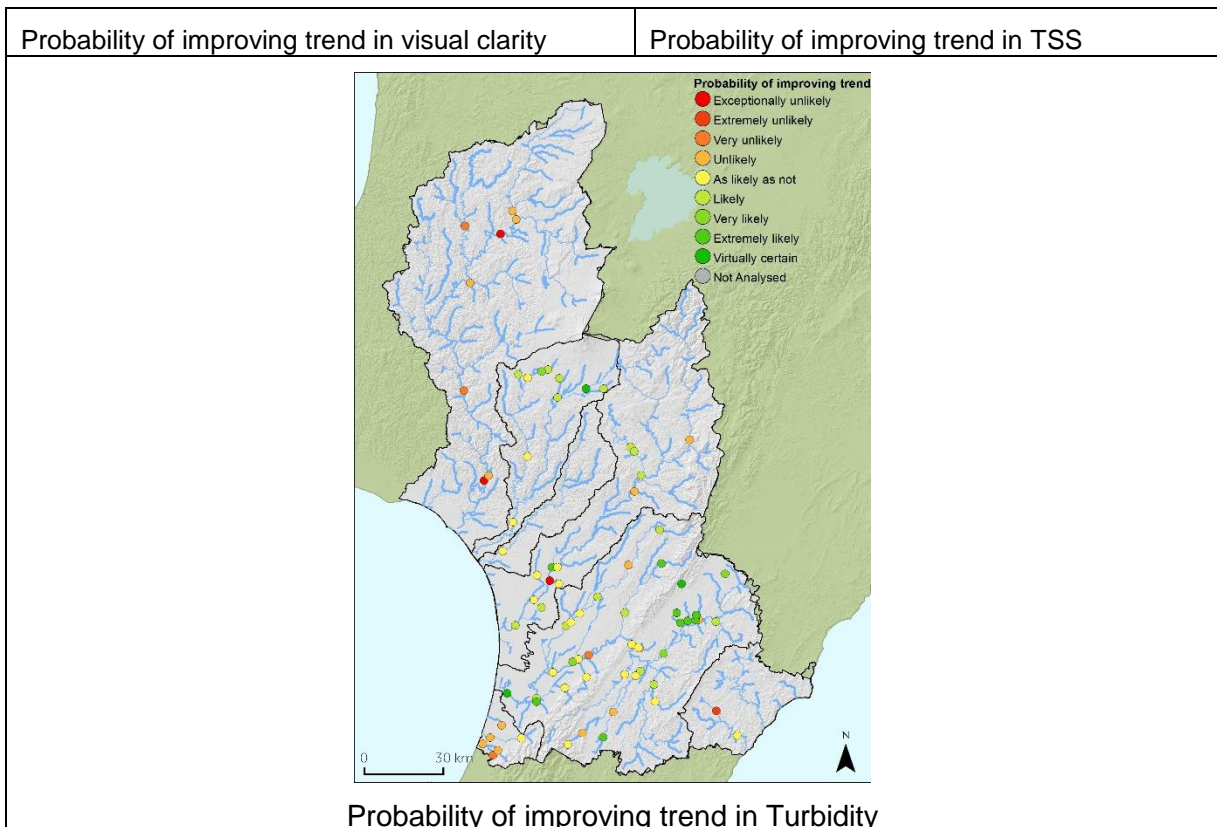 Probability of improving trend in visual clarity
Probability of improving trend in TSS
Probability of improving trend
Exceptionally unlikely
Extremely unlikely
Very unlikely
Unlikely
As likely as not
Likely
Very likely
Extremely likely
Virtually certain
Not Analysed
N
0 30 km
Probability of improving trend in Turbidity